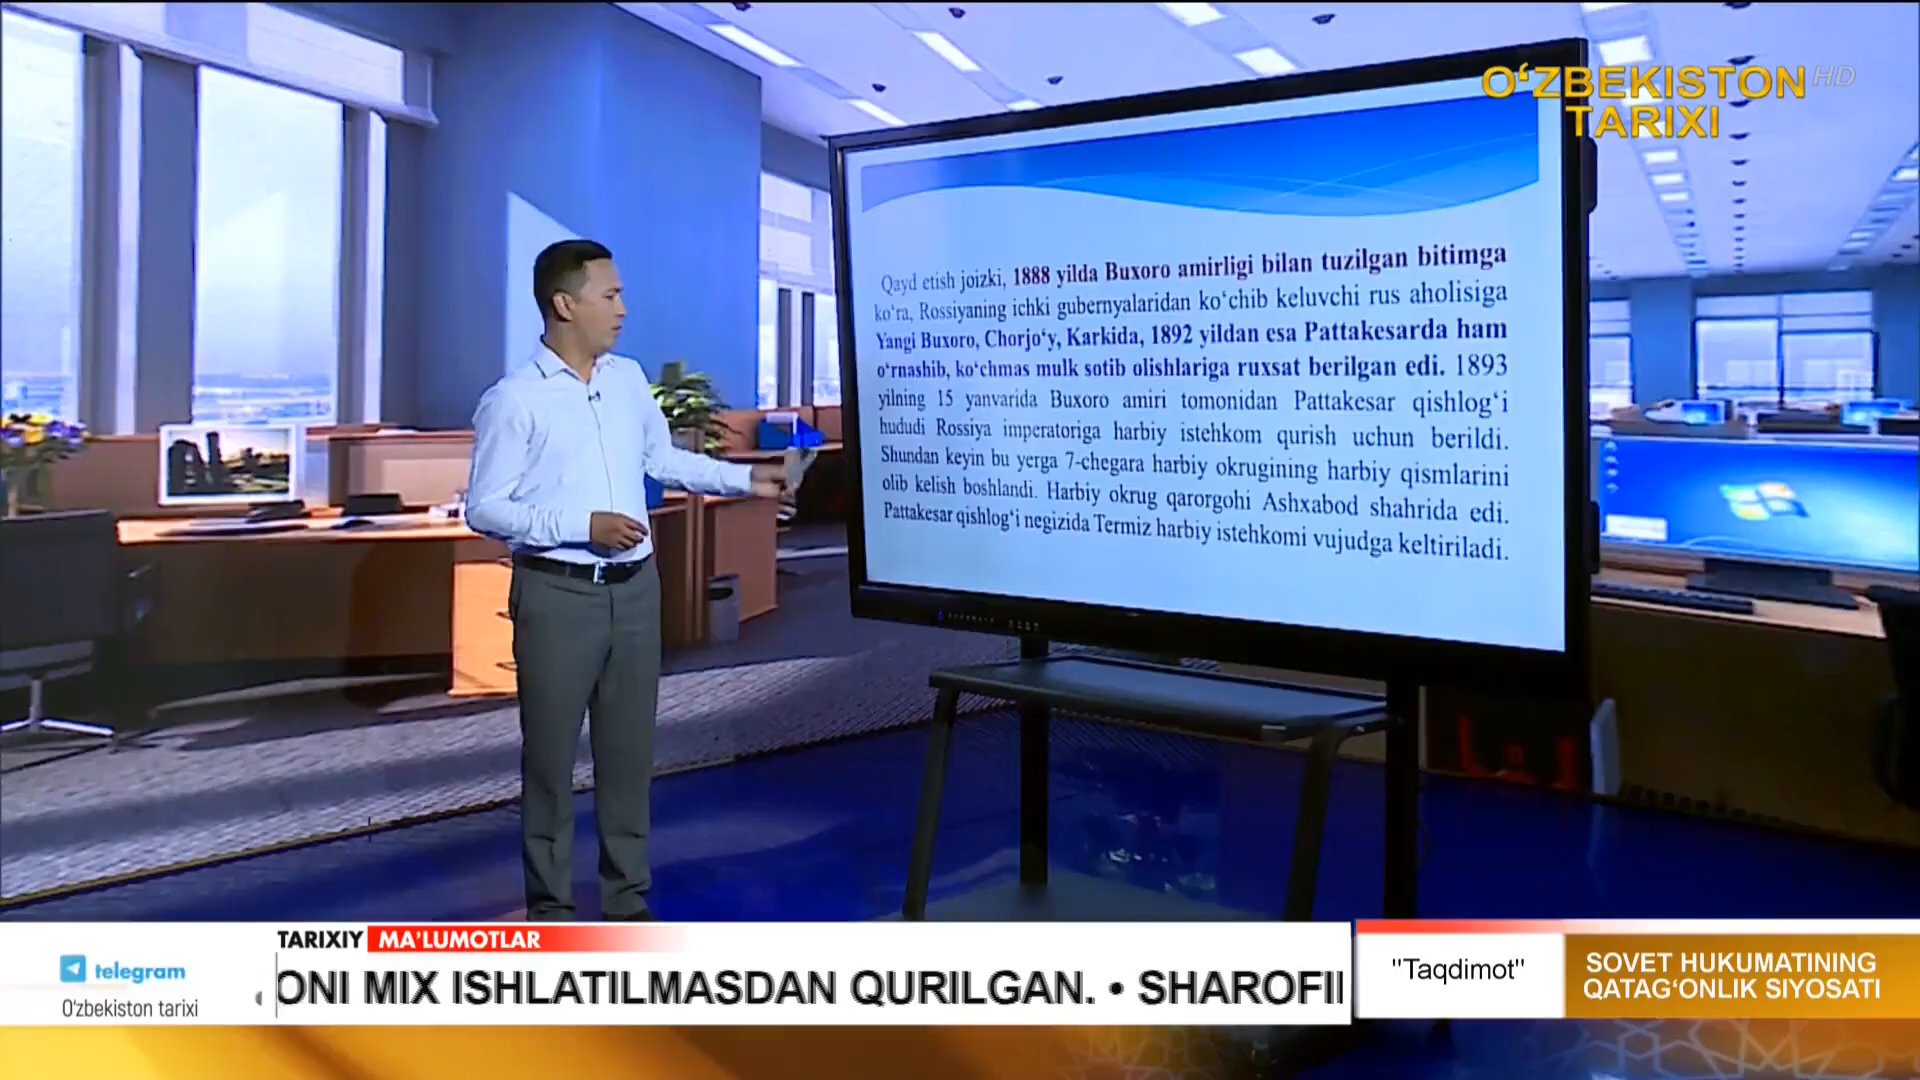 O‘ZBEKISTON HD
TARIXI
Qayd etish joizki, 1888 yilda Buxoro amirligi bilan tuzilgan bitimga
ko‘ra, Rossiyaning ichki gubernyalaridan ko‘chib keluvchi rus aholisiga
Yangi Buxoro, Chorjo‘y, Karkida, 1892 yildan esa Pattakesarda ham
o‘rnashib, ko‘chmas mulk sotib olishlariga ruxsat berilgan edi. 1893
yilning 15 yanvarida Buxoro amiri tomonidan Pattakesar qishlog‘i
hududi Rossiya imperatoriga harbiy istehkom qurish uchun berildi.
Shundan keyin bu yerga 7-chegara harbiy okrugining harbiy qismlarini
olib kelish boshlandi. Harbiy okrug qarorgohi Ashxabod shahrida edi.
Pattakesar qishlog‘i negizida Termiz harbiy istehkomi vujudga keltiriladi.
TARIXIY MA’LUMOTLAR
telegram
O‘zbekiston tarixi
ONI MIX ISHLATILMASDAN QURILGAN. • SHAROFI
"Taqdimot"
SOVET HUKUMATINING
QATAG‘ONLIK SIYOSATI